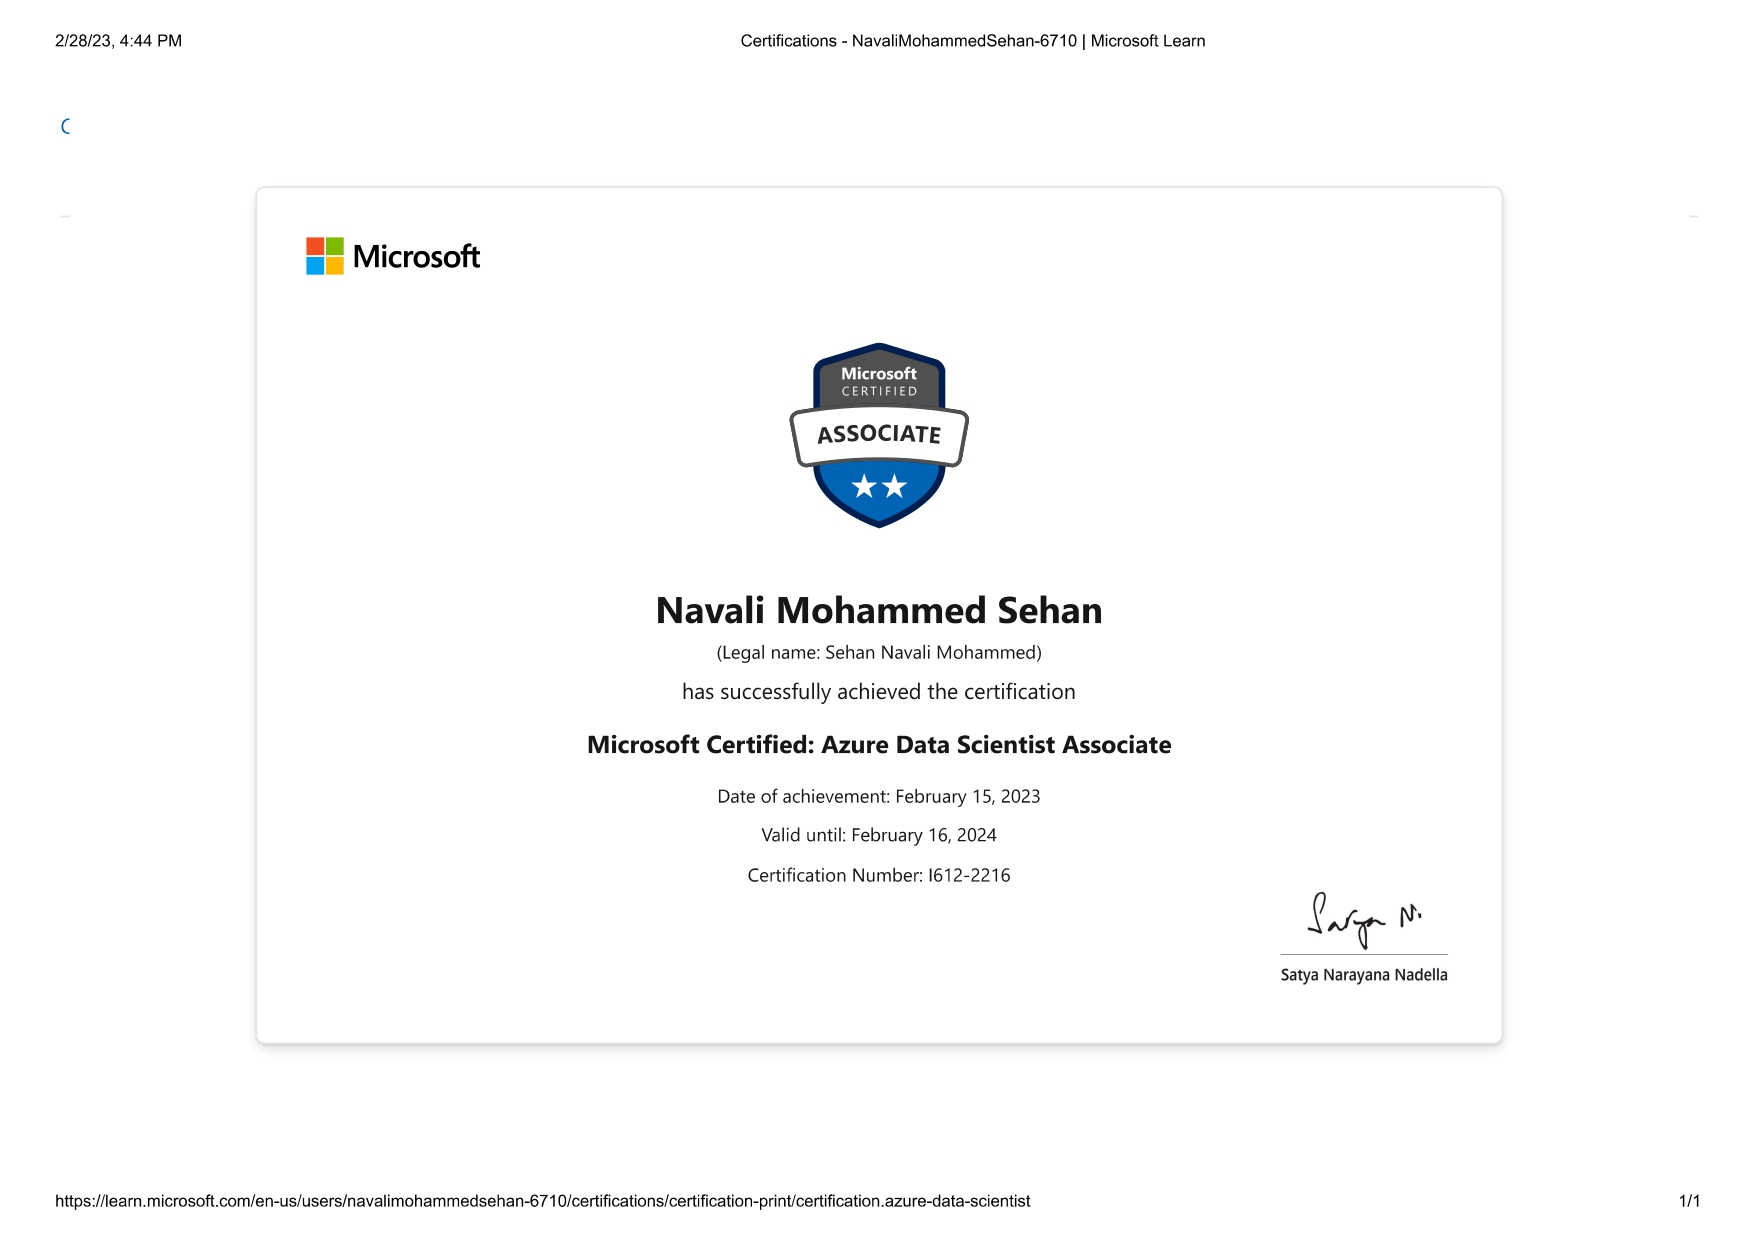 2/28/23, 4:44 PM
Certifications - NavaliMohammedSehan-6710 | Microsoft Learn
Microsoft
Microsoft
CERTIFIED
ASSOCIATE
Navali Mohammed Sehan
(Legal name: Sehan Navali Mohammed)
has successfully achieved the certification
Microsoft Certified: Azure Data Scientist Associate
Date of achievement: February 15, 2023
Valid until: February 16, 2024
Certification Number: I612-2216
Satya N.
Satya Narayana Nadella
https://learn.microsoft.com/en-us/users/navalimohammedsehan-6710/certifications/certification-print/certification.azure-data-scientist
1/1